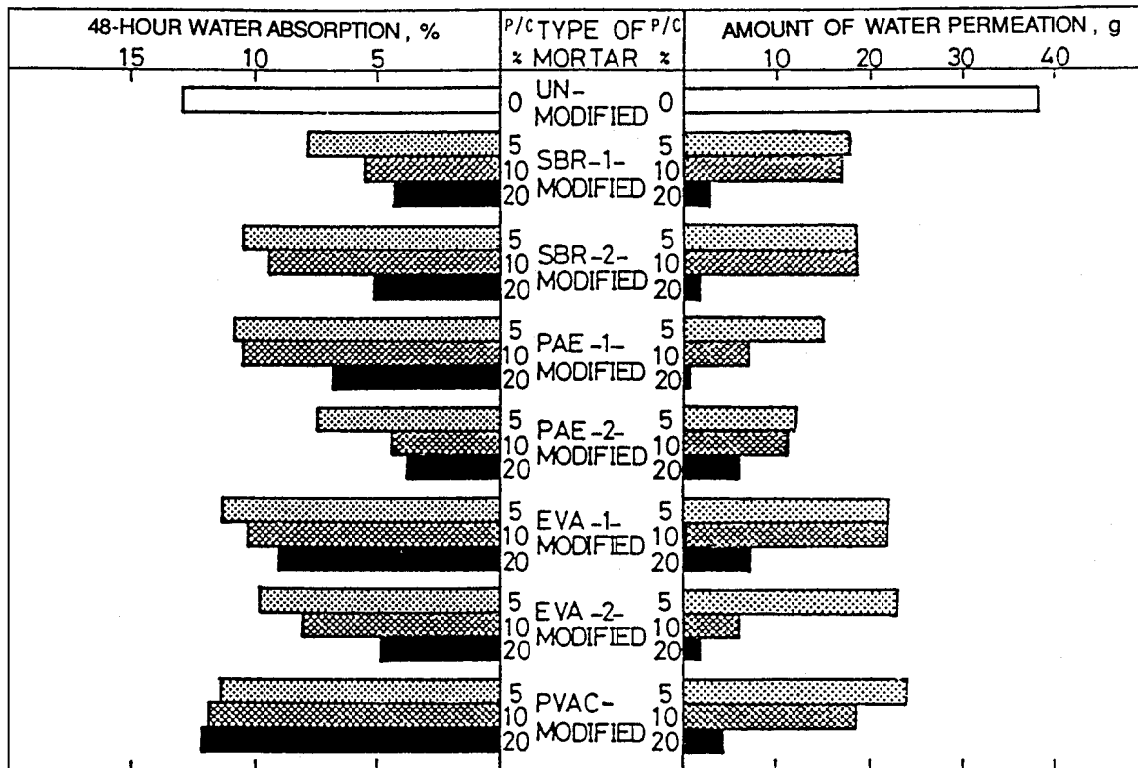 48-HOUR WATER ABSORPTION, % P/C TYPE OF P/C AMOUNT OF WATER PERMEATION, g
15 10 5 % MORTAR % 10 20 30 40
0 UN- 0
MODIFIED
5 5
10 SBR-1- 10
20 MODIFIED 20
5 5
10 SBR-2- 10
20 MODIFIED 20
5 5
10 PAE-1- 10
20 MODIFIED 20
5 5
10 PAE-2- 10
20 MODIFIED 20
5 5
10 EVA-1- 10
20 MODIFIED 20
5 5
10 EVA-2- 10
20 MODIFIED 20
5 5
10 PVAC- 10
20 MODIFIED 20